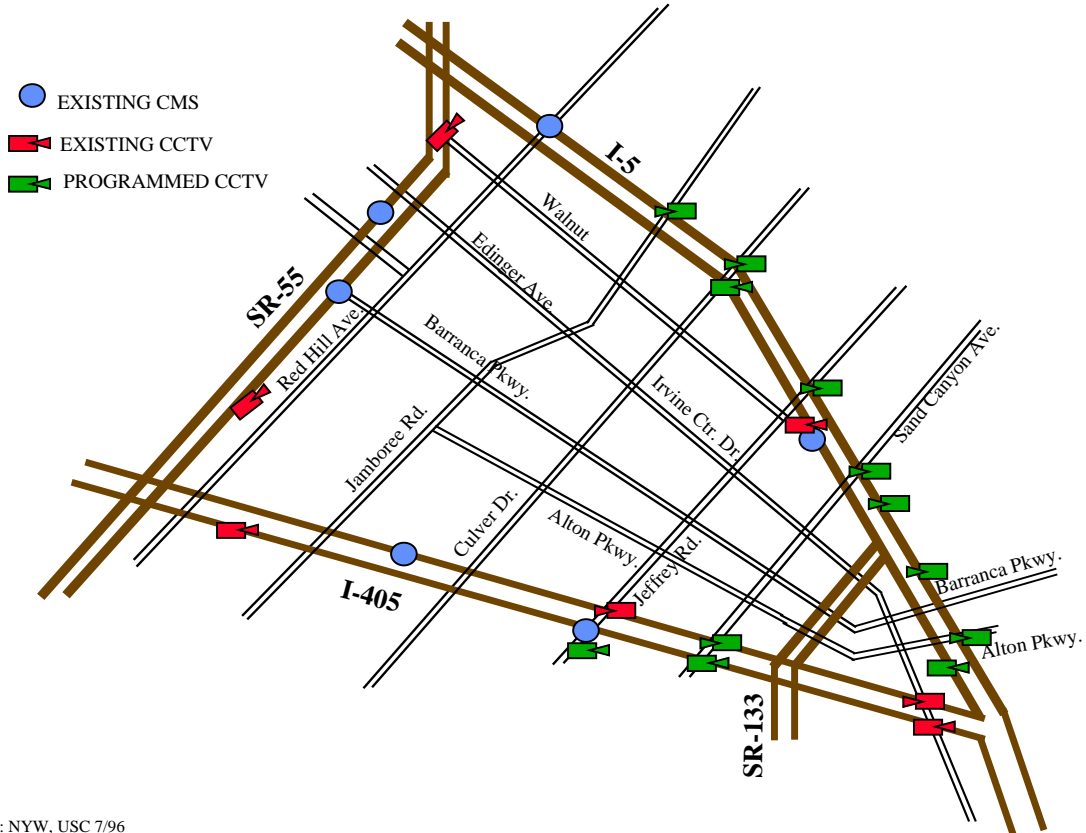 EXISTING CMS
EXISTING CCTV
PROGRAMMED CCTV
I-5
Walnut
Edinger Ave.
SR-55
Red Hill Ave.
Barranca Pkwy.
Irvine Ctr. Dr.
Sand Canyon Ave.
Jamboree Rd.
Culver Dr.
Alton Pkwy.
Jeffrey Rd.
I-405
Barranca Pkwy.
Alton Pkwy.
SR-133
: NYW, USC 7/96